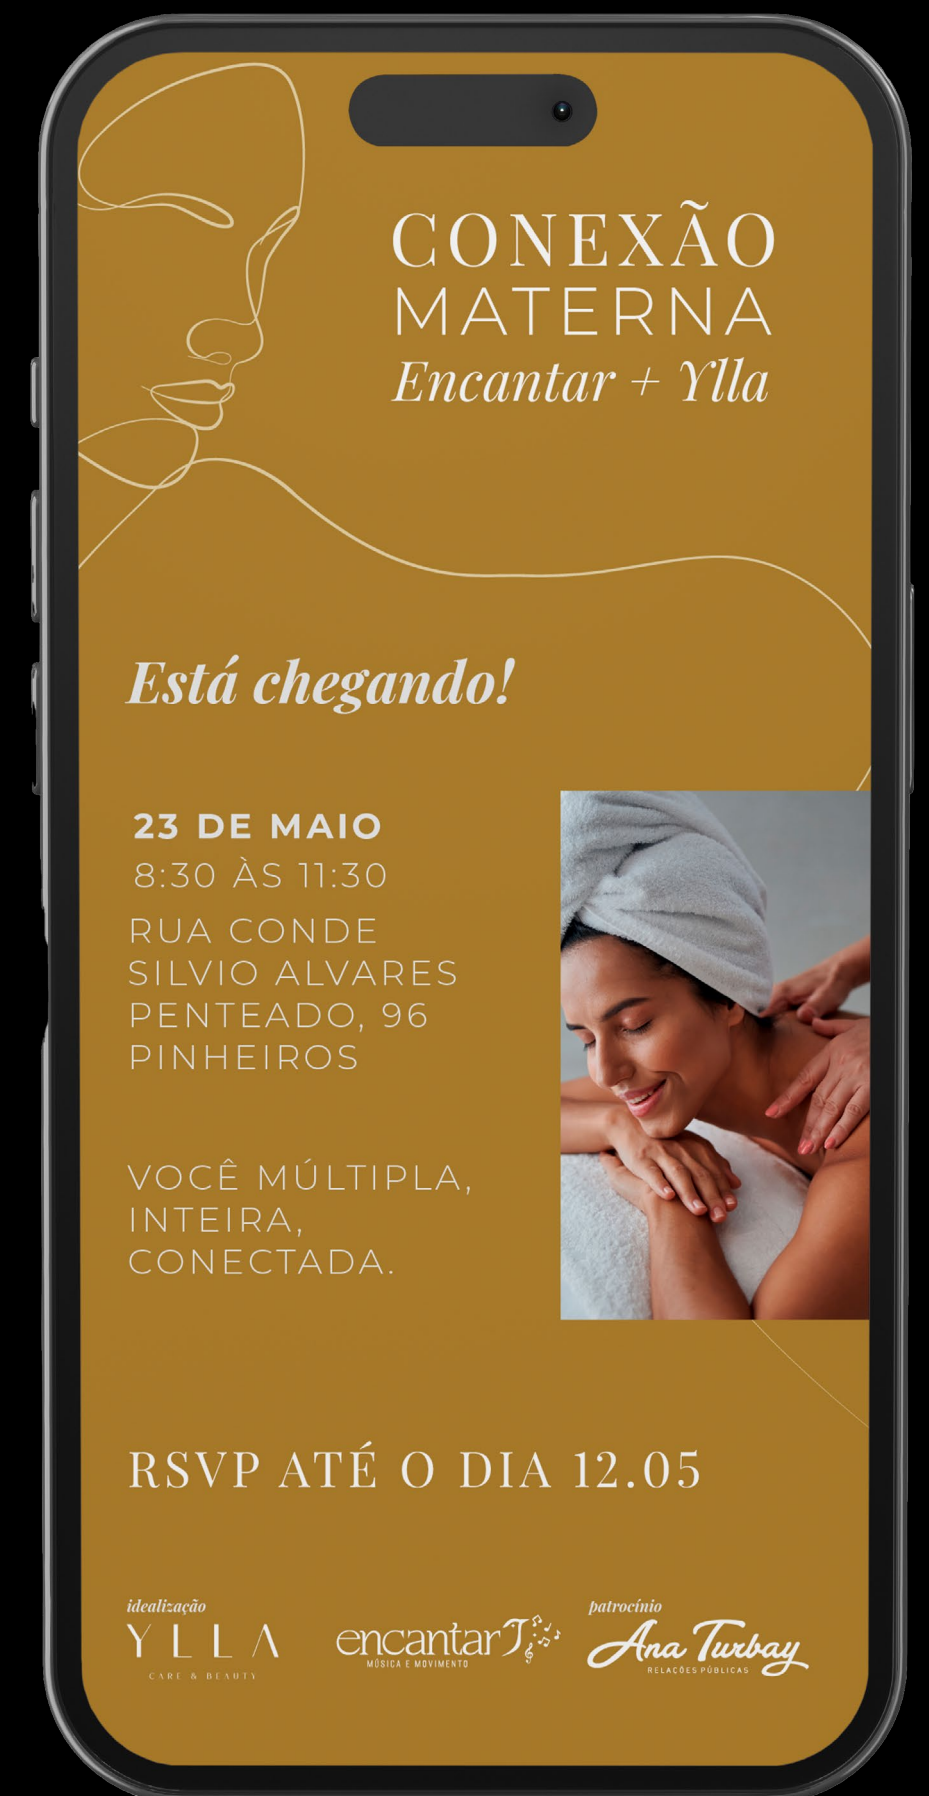 CONEXÃO
MATERNA
Encantar + Ylla
Está chegando!
23 DE MAIO
8:30 ÀS 11:30
RUA CONDE
SILVIO ALVARES
PENTEADO, 96
PINHEIROS
VOCÊ MÚLTIPLA,
INTEIRA,
CONECTADA.
RSVP ATÉ O DIA 12.05
idealização
YLLA
CARE & BEAUTY
encantar
MÚSICA E MOVIMENTO
patrocínio
Ana Turbay
RELAÇÕES PÚBLICAS